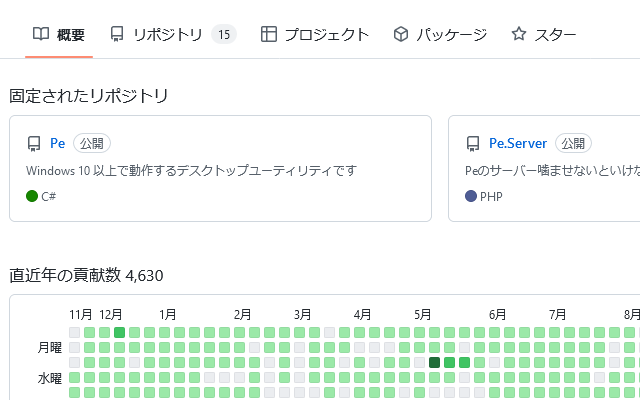 概要 リポジトリ 15 プロジェクト パッケージ スター
固定されたリポジトリ
Pe 公開
Windows 10 以上で動作するデスクトップユーティリティです
C#
Pe.Server 公開
Peのサーバー噛ませないといけな
PHP
直近年の貢献数 4,630
11月 12月 1月 2月 3月 4月 5月 6月 7月 8月
月曜
水曜